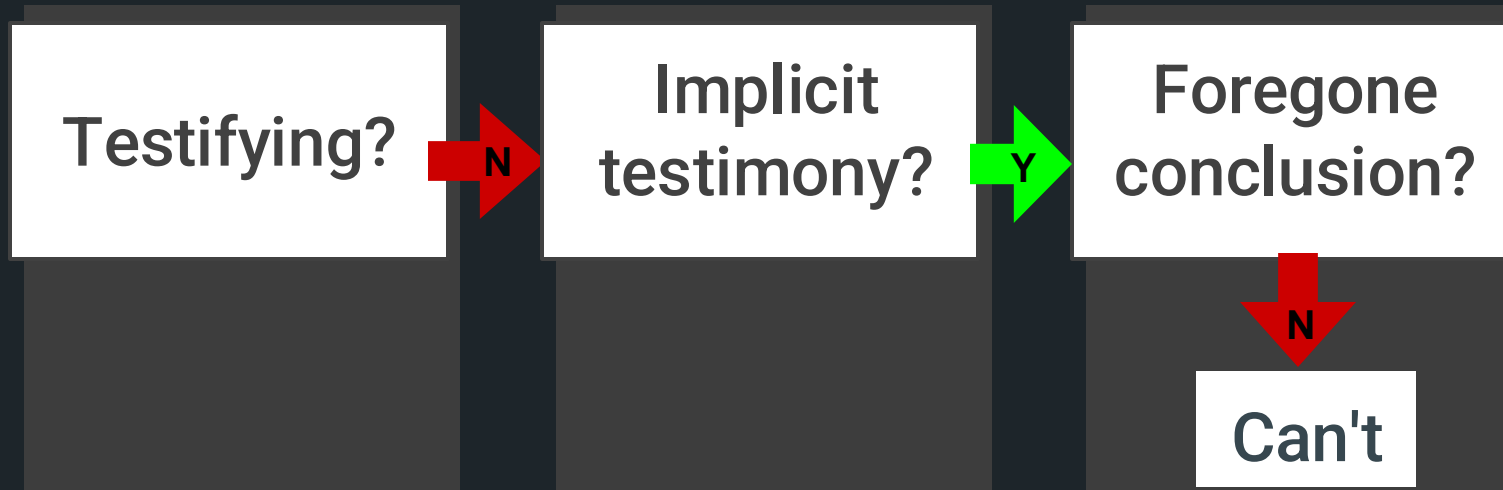 Testifying?
N
Implicit
testimony?
Y
Foregone
conclusion?
N
Can't